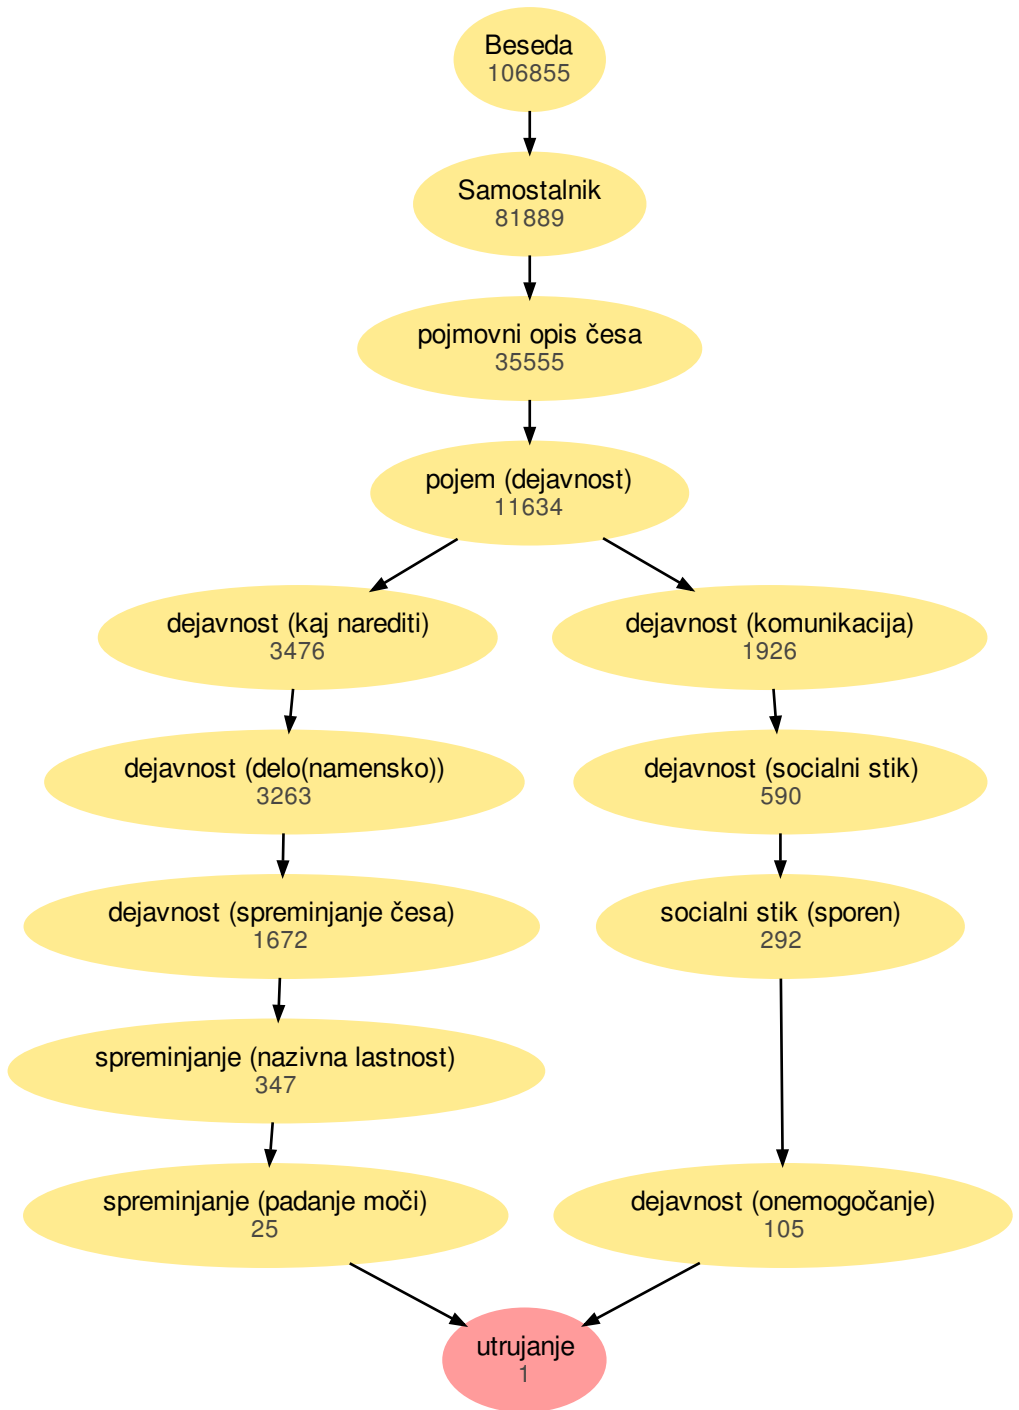 Beseda
106855
Samostalnik
81889
pojmovni opis česa
35555
pojem (dejavnost)
11634
dejavnost (kaj narediti)
3476
dejavnost (komunikacija)
1926
dejavnost (delo(namensko))
3263
dejavnost (socialni stik)
590
dejavnost (spreminjanje česa)
1672
socialni stik (sporen)
292
spreminjanje (nazivna lastnost)
347
spreminjanje (padanje moči)
25
dejavnost (onemogočanje)
105
utrujanje
1